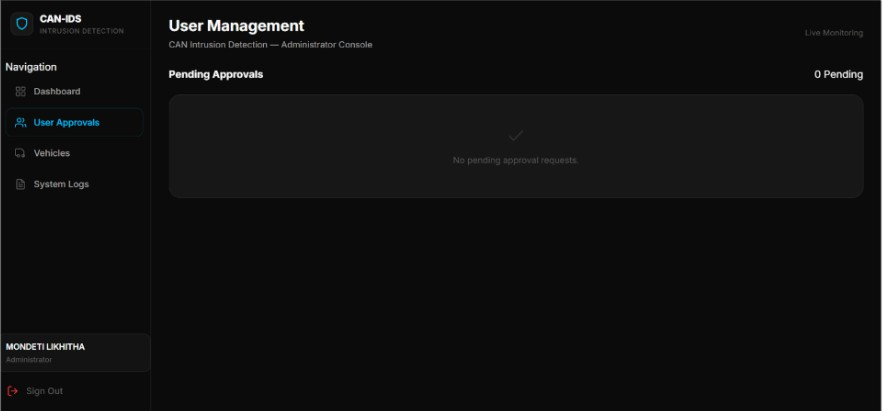 CAN-IDS
INTRUSION DETECTION
Navigation
Dashboard
User Approvals
Vehicles
System Logs
MONDETI LIKHITHA
Administrator
Sign Out
User Management
CAN Intrusion Detection — Administrator Console
Live Monitoring
Pending Approvals
0 Pending
No pending approval requests.